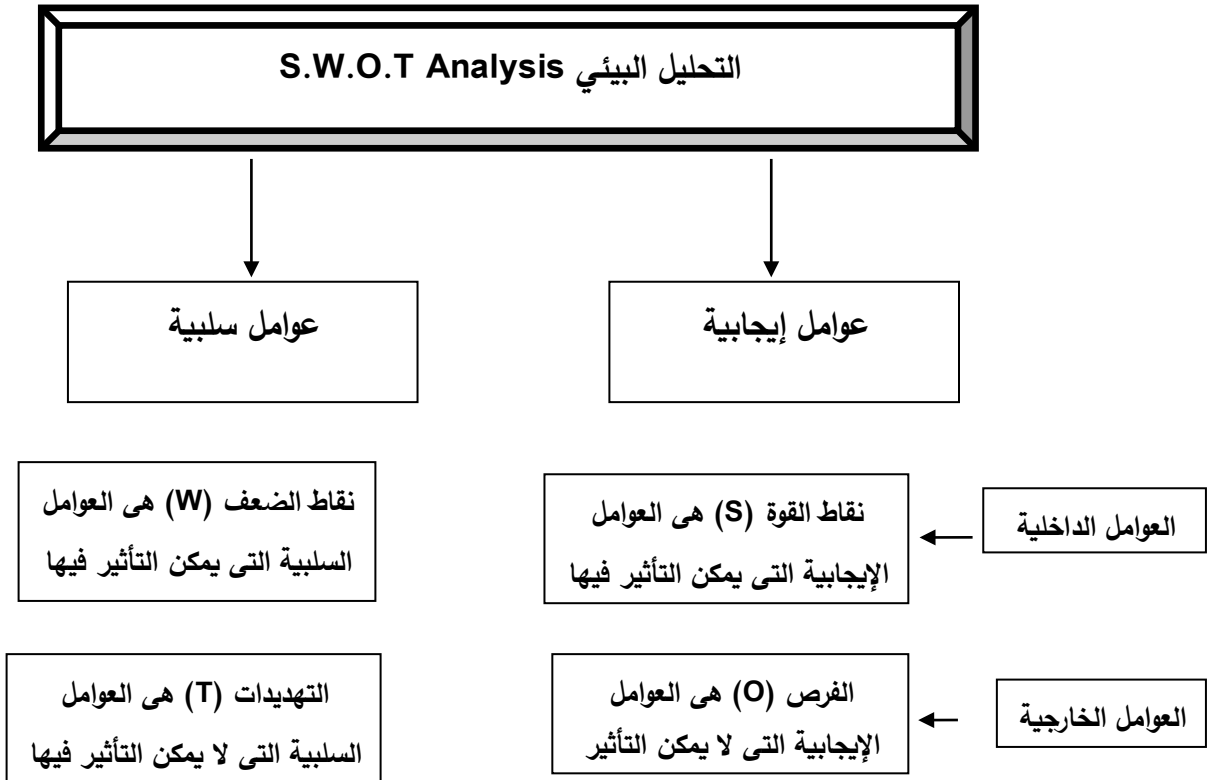 التحليل البيئي S.W.O.T Analysis
عوامل إيجابية
عوامل سلبية
العوامل الداخلية
نقاط القوة (S) هى العوامل
الإيجابية التى يمكن التأثير فيها
نقاط الضعف (W) هى العوامل
السلبية التى يمكن التأثير فيها
العوامل الخارجية
الفرص (O) هى العوامل
الإيجابية التى لا يمكن التأثير
التهديدات (T) هى العوامل
السلبية التى لا يمكن التأثير فيها